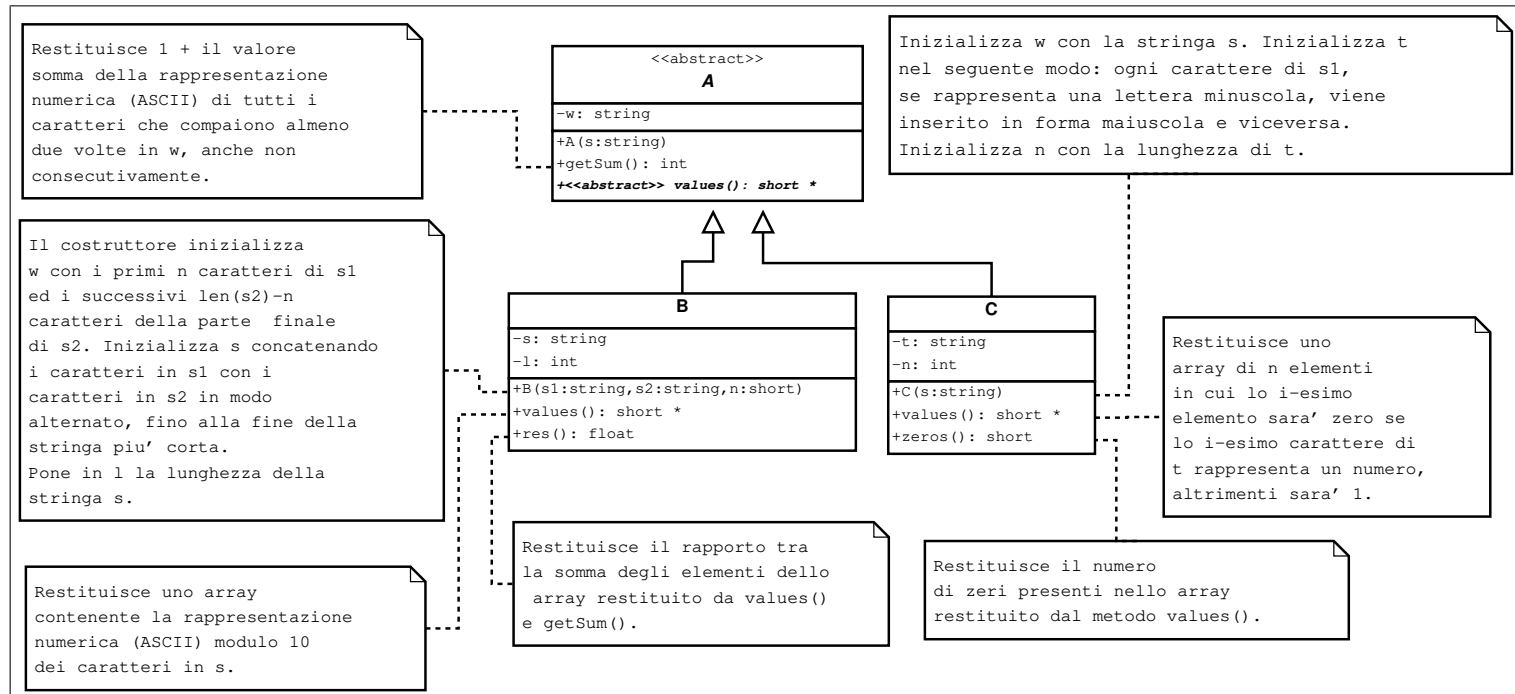 Restituisce 1 + il valore
somma della rappresentazione
numerica (ASCII) di tutti i
caratteri che compaiono almeno
due volte in w, anche non
consecutivamente.
<<abstract>>
A
-w: string
+A(s:string)
+getSum(): int
+<<abstract>> values(): short *
Inizializza w con la stringa s. Inizializza t
nel seguente modo: ogni carattere di s1,
se rappresenta una lettera minuscola, viene
inserito in forma maiuscola e viceversa.
Inizializza n con la lunghezza di t.
Il costruttore inizializza
w con i primi n caratteri di s1
ed i successivi len(s2)-n
caratteri della parte  finale
di s2. Inizializza s concatenando
i caratteri in s1 con i
caratteri in s2 in modo
alternato, fino alla fine della
stringa piu' corta.
Pone in l la lunghezza della
stringa s.
B
-s: string
-l: int
+B(s1:string,s2:string,n:short)
+values(): short *
+res(): float
C
-t: string
-n: int
+C(s:string)
+values(): short *
+zeros(): short
Restituisce uno
array di n elementi
in cui lo i-esimo
elemento sara' zero se
lo i-esimo carattere di
t rappresenta un numero,
altrimenti sara' 1.
Restituisce uno array
contenente la rappresentazione
numerica (ASCII) modulo 10
dei caratteri in s.
Restituisce il rapporto tra
la somma degli elementi dello
array restituito da values()
e getSum().
Restituisce il numero
di zeri presenti nello array
restituito dal metodo values().